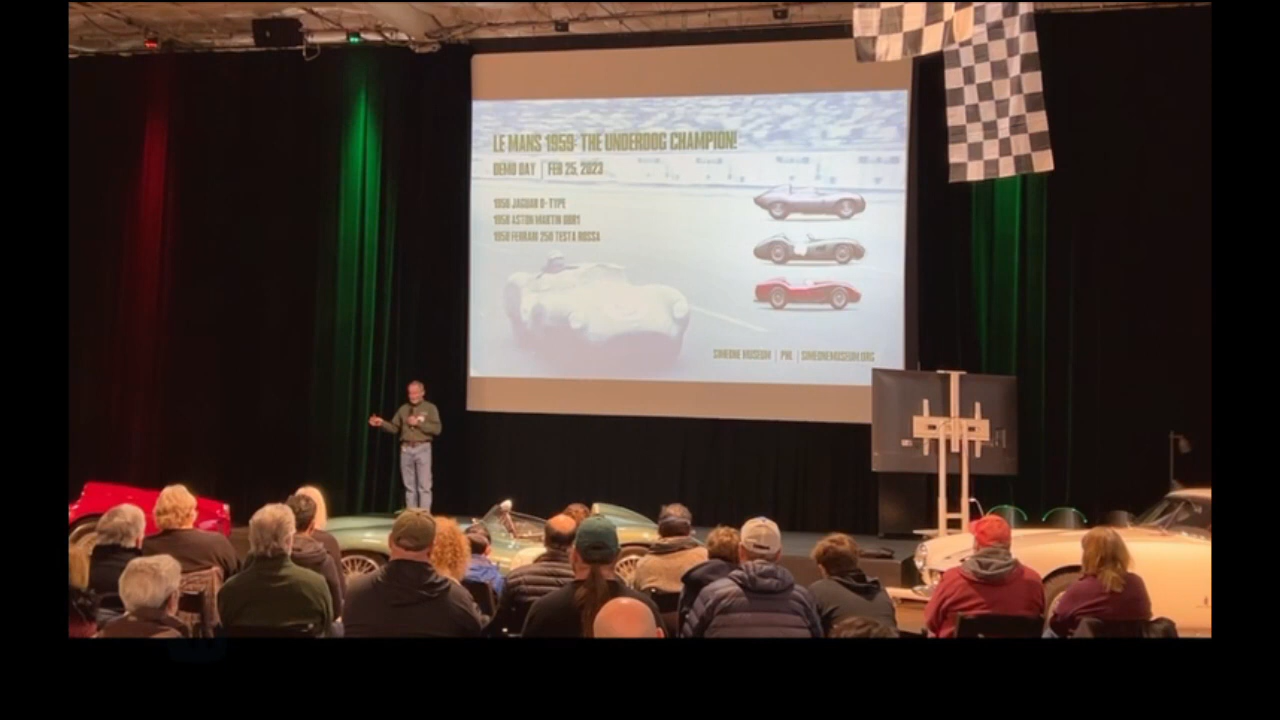 LE MANS 1959: THE UNDERDOG CHAMPION!
DEMO DAY | FEB 25, 2023
1956 JAGUAR D-TYPE
1958 ASTON MARTIN DBR1
1958 FERRARI 250 TESTA ROSSA
SIMEONE MUSEUM | PHL | SIMEONEMUSEUM.ORG